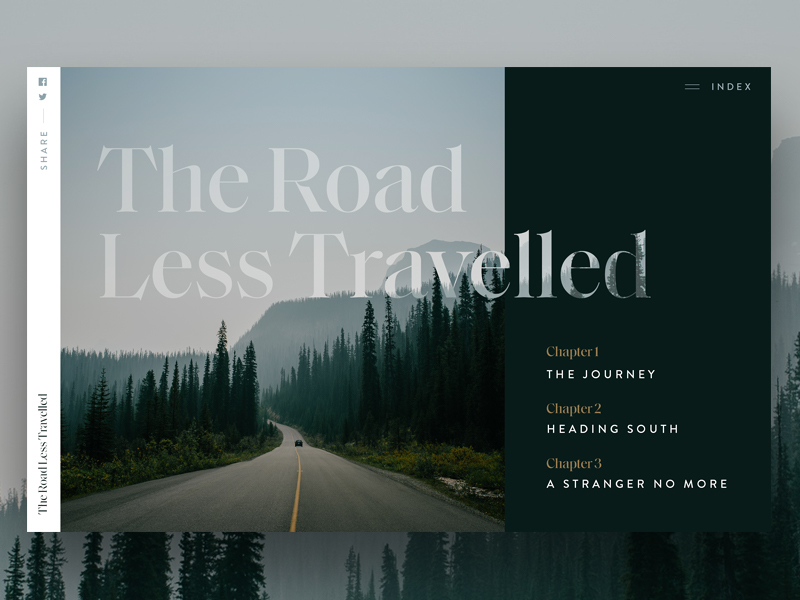 SHARE
The Road Less Travelled
The Road
Less Travelled
INDEX
Chapter 1
THE JOURNEY
Chapter 2
HEADING SOUTH
Chapter 3
A STRANGER NO MORE